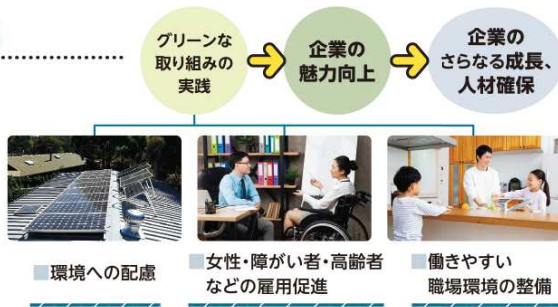 グリーンな
取り組みの
実践
企業の
魅力向上
企業の
さらなる成長、
人材確保
■環境への配慮
■女性・障がい者・高齢者
などの雇用促進
■働きやすい
職場環境の整備